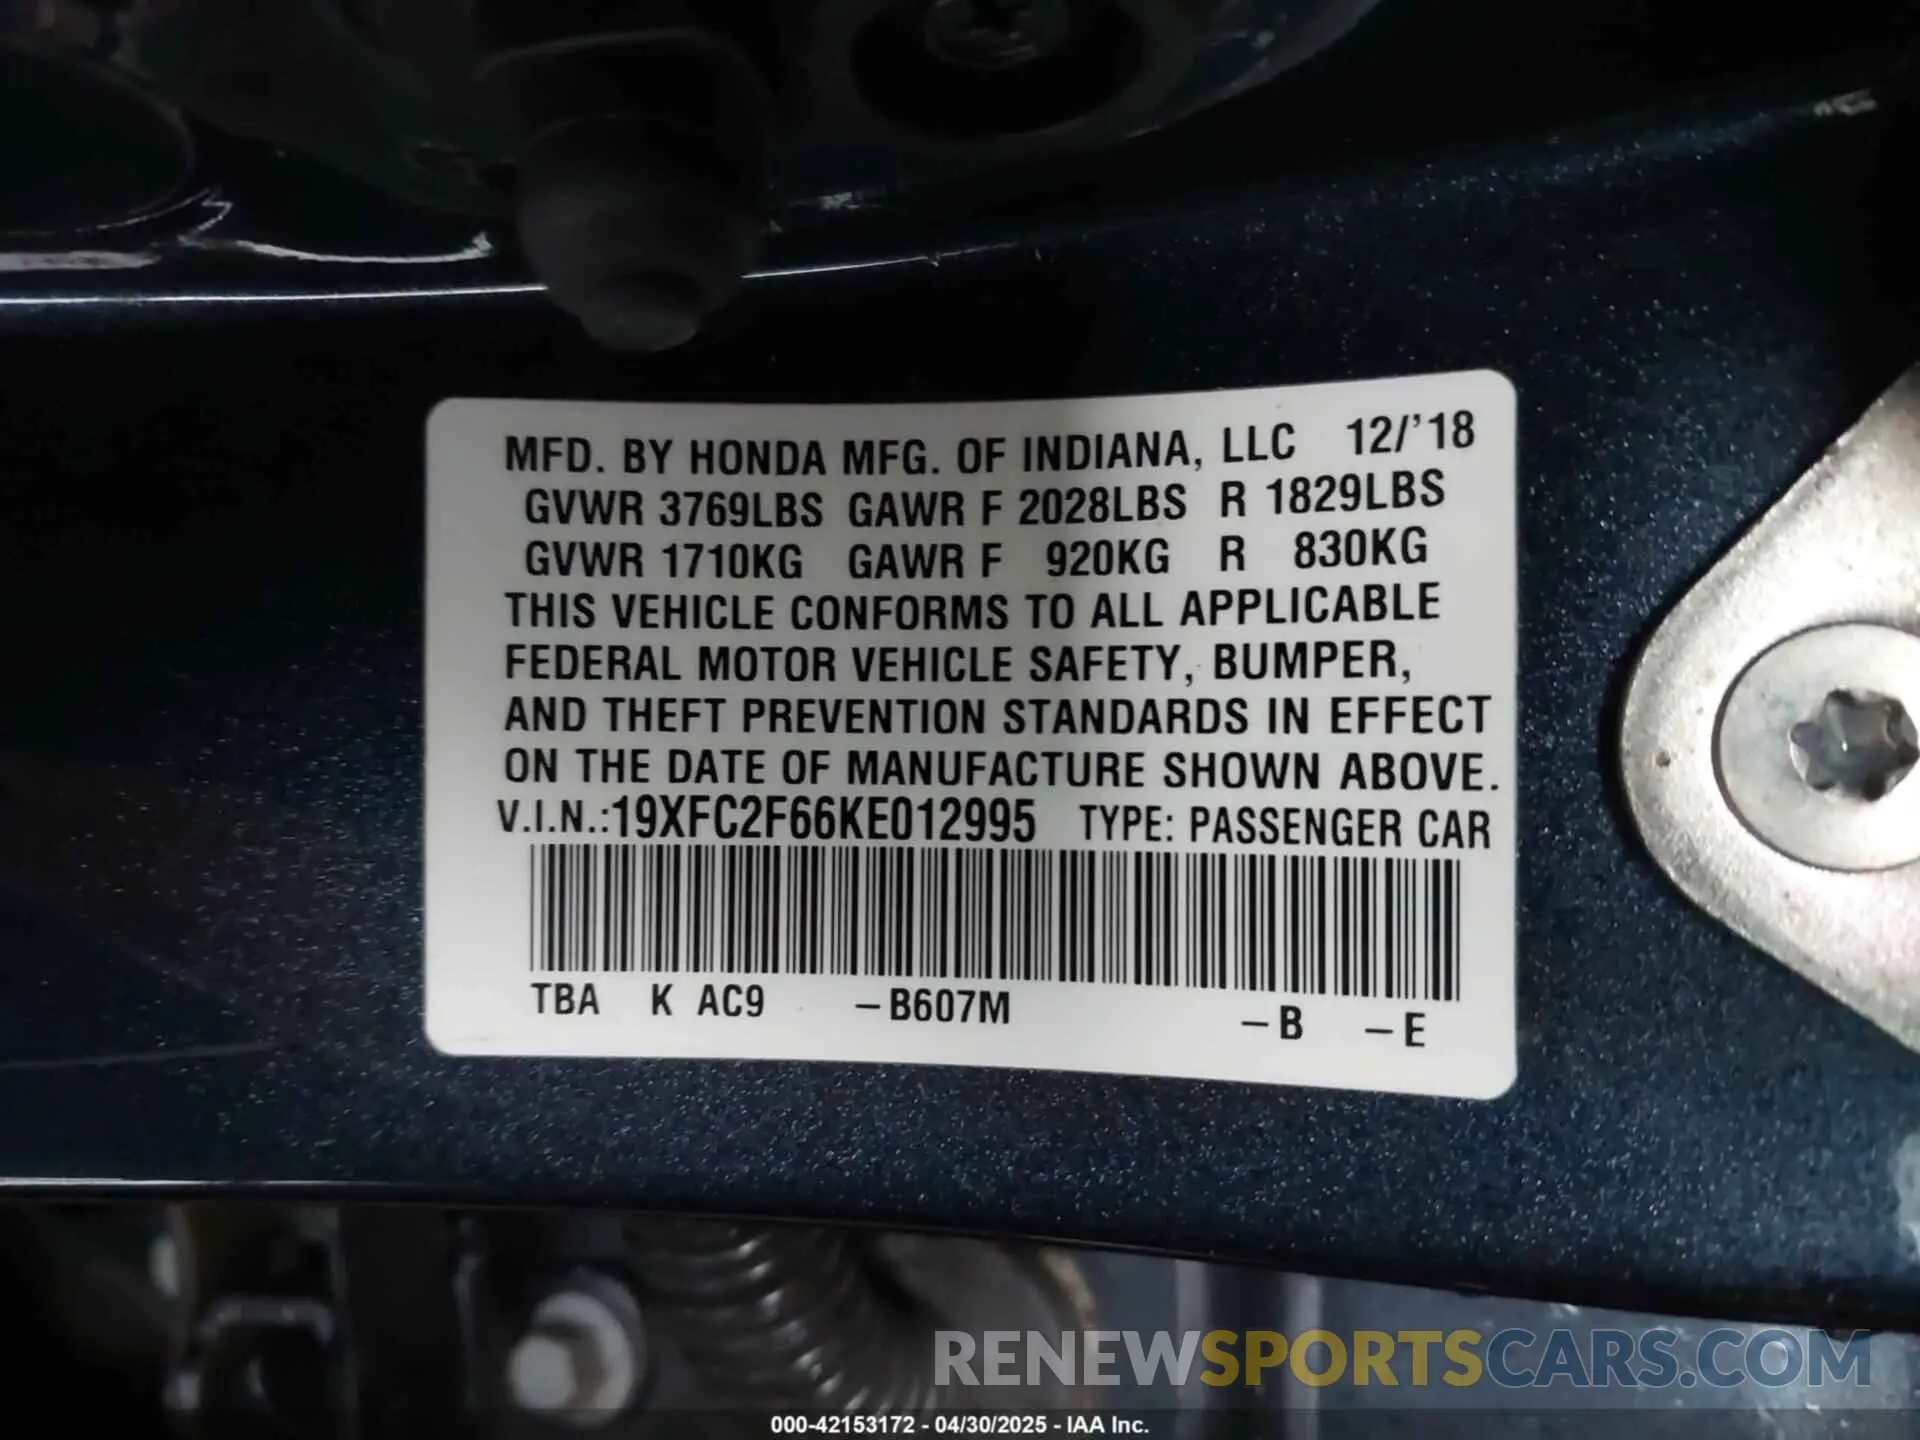 MFD. BY HONDA MFG. OF INDIANA, LLC 12/'18
GVWR 3769LBS GAWR F 2028LBS R 1829LBS
GVWR 1710KG GAWR F 920KG R 830KG
THIS VEHICLE CONFORMS TO ALL APPLICABLE
FEDERAL MOTOR VEHICLE SAFETY, BUMPER,
AND THEFT PREVENTION STANDARDS IN EFFECT
ON THE DATE OF MANUFACTURE SHOWN ABOVE.
V.I.N.:19XFC2F66KE012995 TYPE: PASSENGER CAR
TBA K AC9 –B607M –B –E
RENEWSPORTSCARS.COM
000-42153172 - 04/30/2025 - IAA Inc.